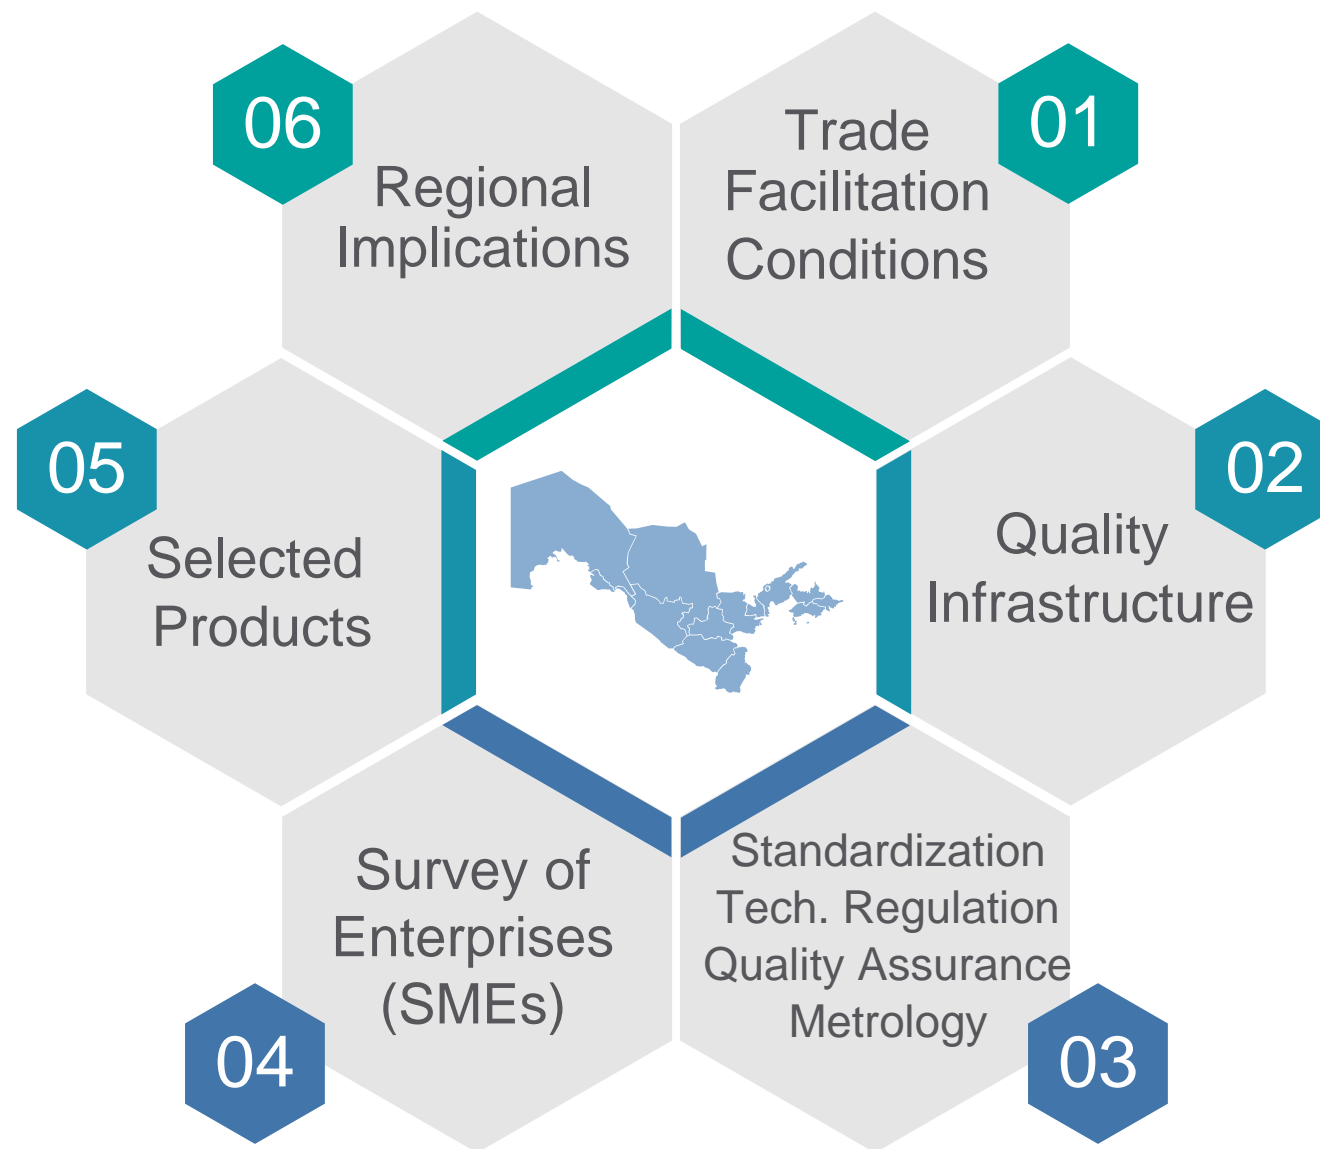 01
Trade
Facilitation
Conditions
02
Quality
Infrastructure
Standardization
Tech. Regulation
Quality Assurance
Metrology
03
Survey of
Enterprises
(SMEs)
04
05
Selected
Products
06
Regional
Implications